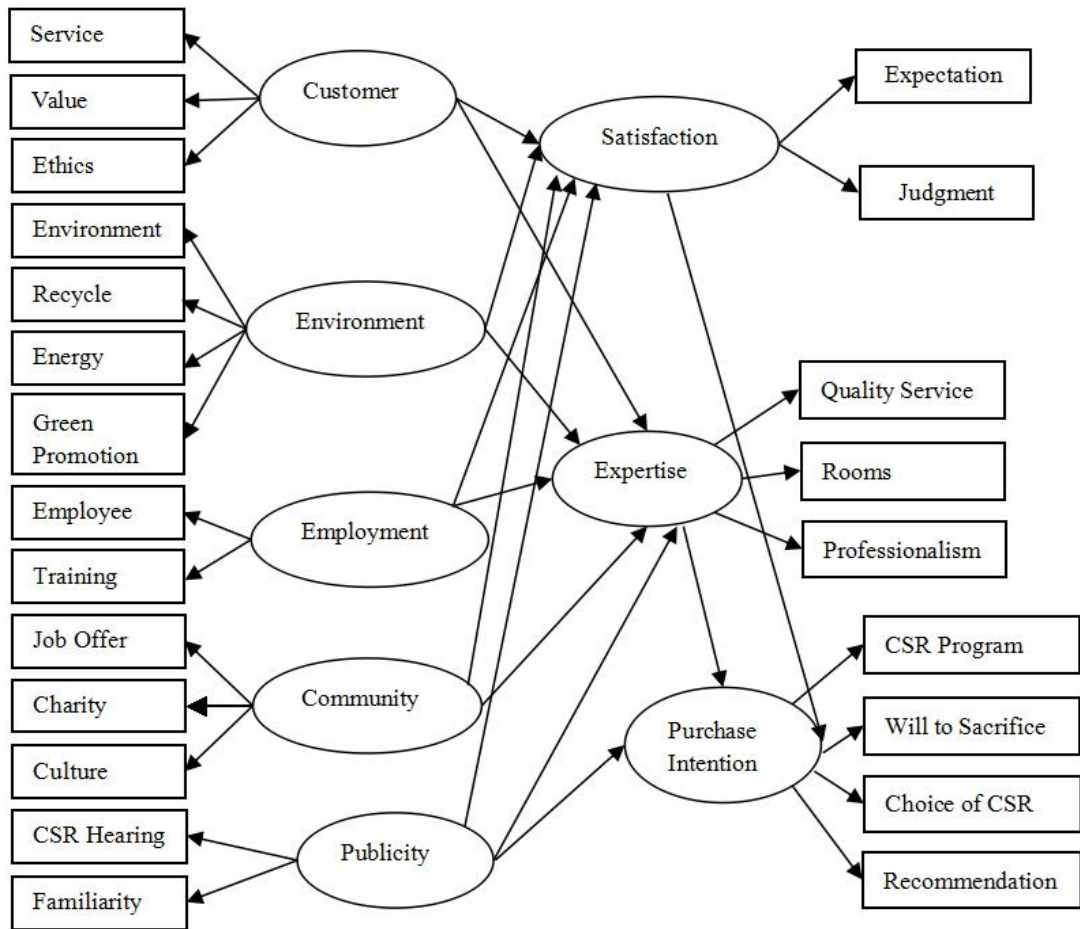 Service
Value
Ethics
Environment
Recycle
Energy
Green
Promotion
Employee
Training
Job Offer
Charity
Culture
CSR Hearing
Familiarity
Customer
Environment
Employment
Community
Publicity
Satisfaction
Expertise
Purchase
Intention
Expectation
Judgment
Quality Service
Rooms
Professionalism
CSR Program
Will to Sacrifice
Choice of CSR
Recommendation